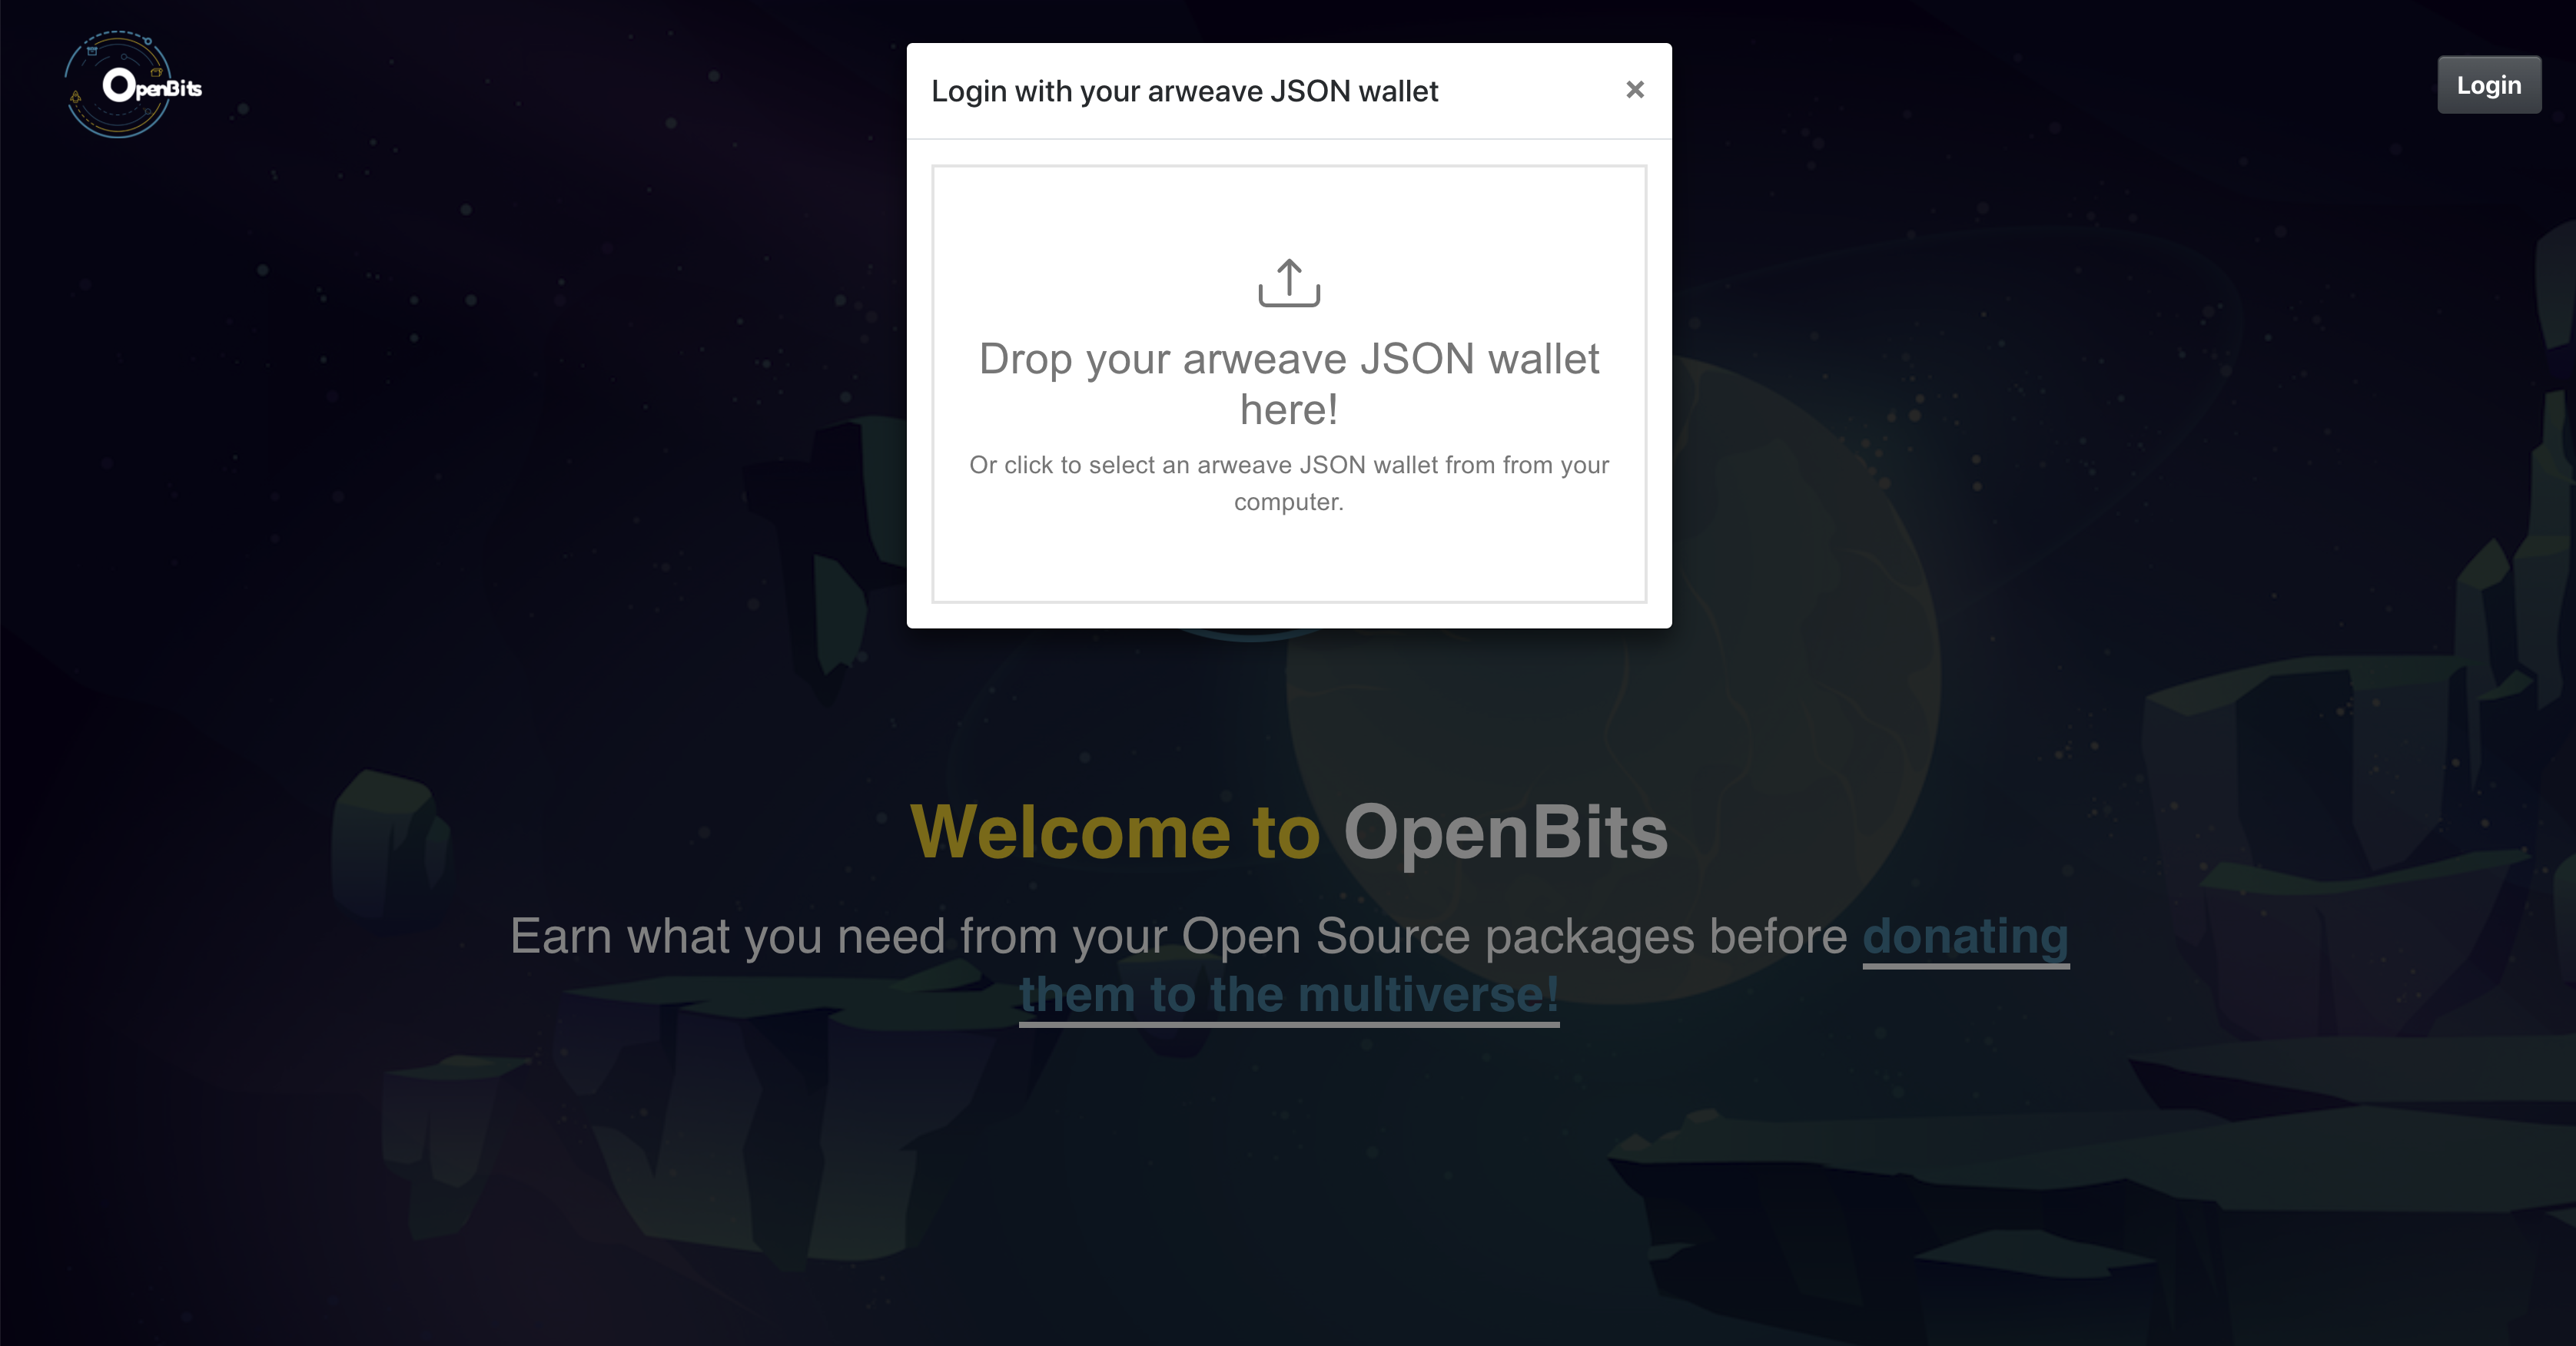 OpenBits
Login with your arweave JSON wallet
×
Login
Drop your arweave JSON wallet
here!
Or click to select an arweave JSON wallet from from your
computer.
Welcome to OpenBits
Earn what you need from your Open Source packages before donating
them to the multiverse!